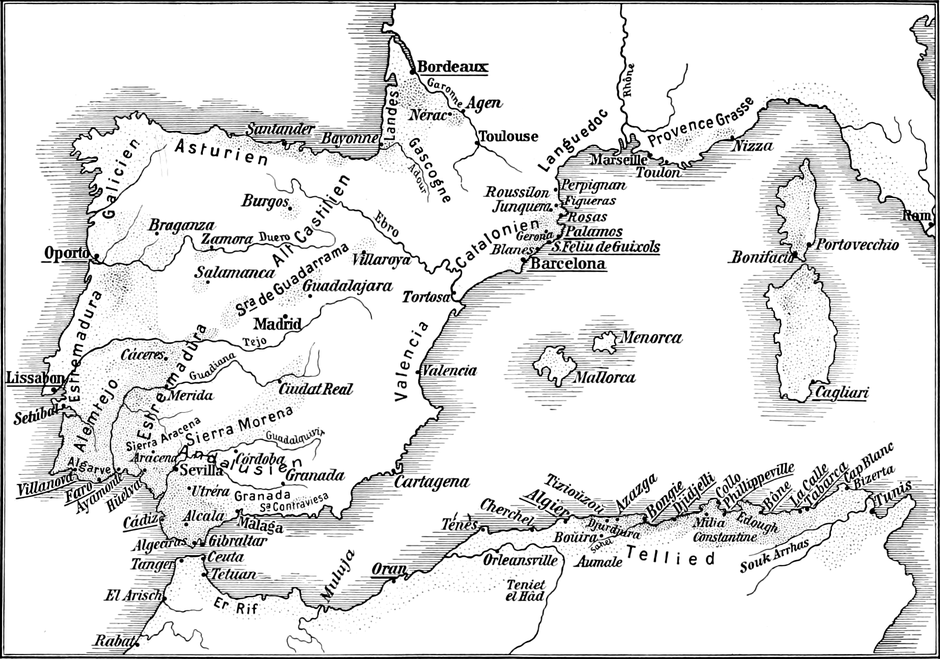 Bordeaux
Garonne
Landes
Agen
Nérac
Rhône
Languedoc
Provence Grasse
Santander
Bayonne
Toulouse
Nizza
Asturien
Gascogne
Marseille
Toulon
Galicien
Adour
Roussilon
Perpignan
Junquera
Figueras
Burgos
Rosas
Rom
Braganza
Ebro
Catalonien
Gerona
Palamos
Zamora
Duero
Alt Castilien
Blanes
S. Feliu de Guixols
Portovecchio
Oporto
Villaroya
Barcelona
Bonifacio
Salamanca
Sra de Guadarrama
Guadalajara
Tortosa
Madrid
Tejo
Menorca
Estremadura
Cáceres
Estremadura
Guadiana
Valencia
Valencia
Mallorca
Lissabon
Merida
Ciudat Real
Cagliari
Setúbal
Alemtejo
Sierra Morena
Sierra Aracena
Guadalquivir
Aracena
Andalusien
Córdoba
Algarve
Sevilla
Granada
Cartagena
Villanova
Faro
Ayamont
Hüelva
Utréra
Granada
Sa Contraviesa
Cádiz
Alcala
Malaga
Algeciras
Gibraltar
Tanger
Ceuta
Tetuan
El Arisch
Er Rif
Muluja
Rabat
Oran
Ténès
Cherchel
Algier
Tiziouzou
Azazga
Bougie
Djidjelli
Collo
Philippeville
Bône
La Calle
Tabarca
Cap Blanc
Bizerta
Tunis
Djurdjura
Bouïra
Sahel
Aumale
Milia
Constantine
Edough
Tellied
Souk Arrhas
Orleansville
Teniet
el Hâd